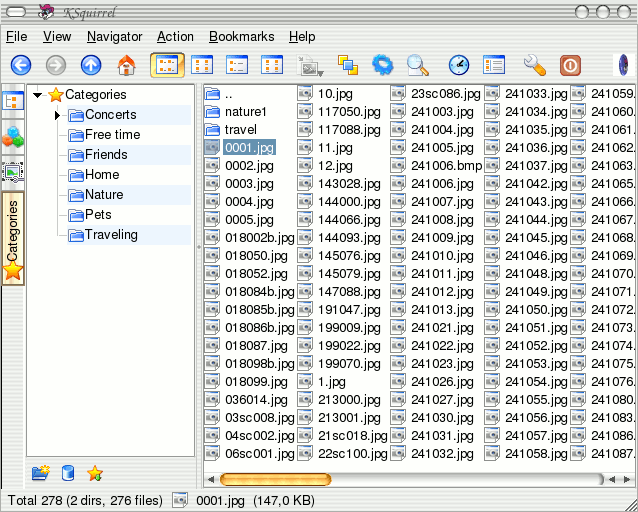 KSquirrel
File View Navigator Action Bookmarks Help
Categories
Categories
Concerts
Free time
Friends
Home
Nature
Pets
Traveling
..
nature1
travel
0001.jpg
0002.jpg
0003.jpg
0004.jpg
0005.jpg
018002b.jpg
018050.jpg
018052.jpg
018084b.jpg
018085b.jpg
018086b.jpg
018087.jpg
018098b.jpg
018099.jpg
036014.jpg
03sc008.jpg
04sc002.jpg
06sc001.jpg
10.jpg
117050.jpg
117088.jpg
11.jpg
12.jpg
143028.jpg
144000.jpg
144066.jpg
144093.jpg
145076.jpg
145079.jpg
147088.jpg
191047.jpg
199009.jpg
199022.jpg
199070.jpg
1.jpg
213000.jpg
213001.jpg
21sc018.jpg
22sc100.jpg
23sc086.jpg
241003.jpg
241004.jpg
241005.jpg
241006.bmp
241006.jpg
241007.jpg
241008.jpg
241009.jpg
241010.jpg
241011.jpg
241012.jpg
241013.jpg
241021.jpg
241022.jpg
241023.jpg
241026.jpg
241027.jpg
241030.jpg
241031.jpg
241032.jpg
241033.jpg
241034.jpg
241035.jpg
241036.jpg
241037.jpg
241042.jpg
241043.jpg
241044.jpg
241045.jpg
241046.jpg
241048.jpg
241049.jpg
241050.jpg
241051.jpg
241052.jpg
241053.jpg
241054.jpg
241055.jpg
241056.jpg
241057.jpg
241058.jpg
241059.
241060.
241061.
241062.
241063.
241065.
241066.
241067.
241068.
241069.
241070.
241071.
241072.
241073.
241074.
241075.
241076.
241080.
241083.
241086.
241087.
Total 278 (2 dirs, 276 files) 0001.jpg (147,0 KB)